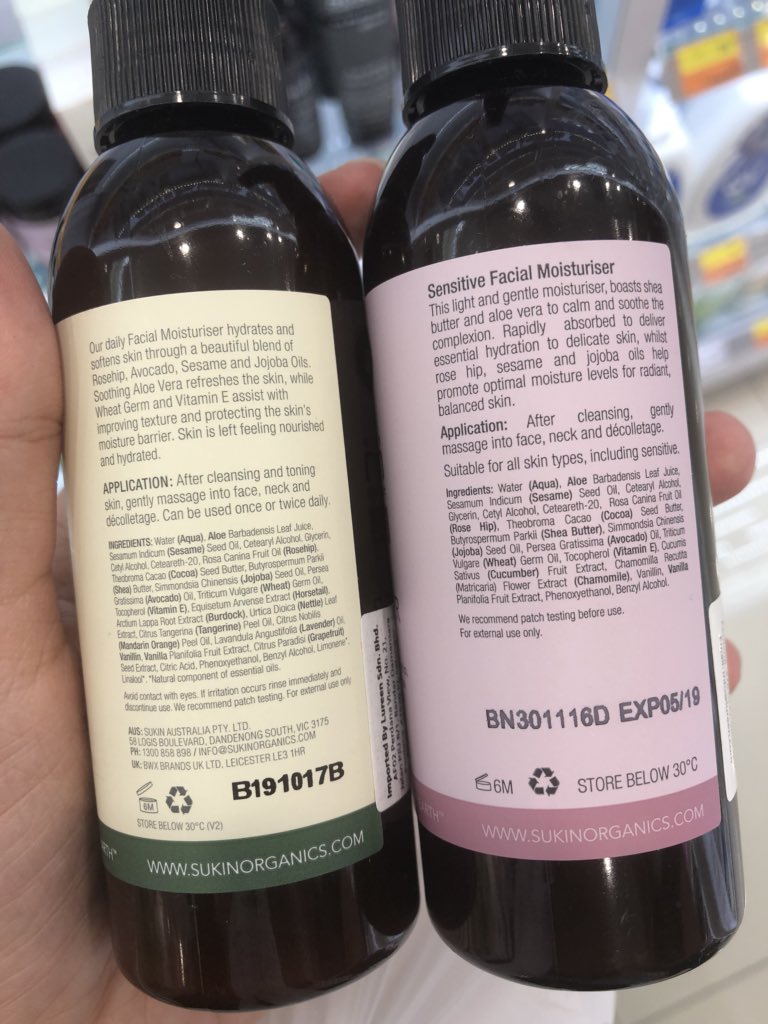 Our daily Facial Moisturiser hydrates and
softens skin through a beautiful blend of
Rosehip, Avocado, Sesame and Jojoba Oils.
Soothing Aloe Vera refreshes the skin, while
Wheat Germ and Vitamin E assist with
improving texture and protecting the skin's
moisture barrier. Skin is left feeling nourished
and hydrated.
APPLICATION: After cleansing and toning
skin, gently massage into face, neck and
décolletage. Can be used once or twice daily.
INGREDIENTS: Water (Aqua), Aloe Barbadensis Leaf Juice,
Sesamum Indicum (Sesame) Seed Oil, Cetearyl Alcohol, Glycerin,
Cetyl Alcohol, Ceteareth-20, Rosa Canina Fruit Oil (Rosehip),
Theobroma Cacao (Cocoa) Seed Butter, Butyrospermum Parkii
(Shea) Butter, Simmondsia Chinensis (Jojoba) Seed Oil, Persea
Gratissima (Avocado) Oil, Triticum Vulgare (Wheat) Germ Oil,
Tocopherol (Vitamin E), Equisetum Arvense Extract (Horsetail),
Arctium Lappa Root Extract (Burdock), Urtica Dioica (Nettle) Leaf
Extract, Citrus Tangerina (Tangerine) Peel Oil, Citrus Nobilis
(Mandarin Orange) Peel Oil, Lavandula Angustifolia (Lavender) Oil,
Vanillin, Vanilla Planifolia Fruit Extract, Citrus Paradisi (Grapefruit)
Seed Extract, Citric Acid, Phenoxyethanol, Benzyl Alcohol, Limonene*,
Linalool*. *Natural component of essential oils.
Avoid contact with eyes. If irritation occurs rinse immediately and
discontinue use. We recommend patch testing. For external use only
AUS: SUKIN AUSTRALIA PTY. LTD.
58 LOGIS BOULEVARD, DANDENONG SOUTH, VIC 3175
PH: 1300 858 898 / INFO@SUKINORGANICS.COM
UK: BWX BRANDS UK LTD. LEICESTER LE3 1HR
B191017B
6M
STORE BELOW 30°C (V2)
EARTH™
WWW.SUKINORGANICS.COM
Imported By Lureen Sdn. Bhd.
Sensitive Facial Moisturiser
This light and gentle moisturiser, boasts shea
butter and aloe vera to calm and soothe the
complexion. Rapidly absorbed to deliver
essential hydration to delicate skin, whilst
rose hip, sesame and jojoba oils help
promote optimal moisture levels for radiant,
balanced skin.
Application: After cleansing, gently
massage into face, neck and décolletage.
Suitable for all skin types, including sensitive.
Ingredients: Water (Aqua), Aloe Barbadensis Leaf Juice,
Sesamum Indicum (Sesame) Seed Oil, Cetearyl Alcohol,
Glycerin, Cetyl Alcohol, Ceteareth-20, Rosa Canina Fruit Oil
(Rose Hip), Theobroma Cacao (Cocoa) Seed Butter,
Butyrospermum Parkii (Shea Butter), Simmondsia Chinensis
(Jojoba) Seed Oil, Persea Gratissima (Avocado) Oil, Triticum
Vulgare (Wheat) Germ Oil, Tocopherol (Vitamin E), Cucumis
Sativus (Cucumber) Fruit Extract, Chamomilla Recutita
(Matricaria) Flower Extract (Chamomile), Vanillin, Vanilla
Planifolia Fruit Extract, Phenoxyethanol, Benzyl Alcohol.
We recommend patch testing before use.
For external use only.
BN301116D EXP05/19
6M
STORE BELOW 30°C
EARTH™
WWW.SUKINORGANICS.COM